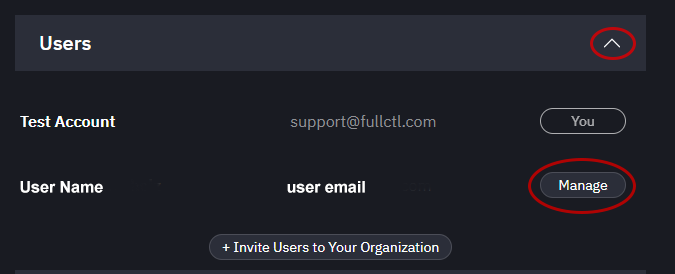 Users
Test Account support@fullctl.com You
User Name user email Manage
+ Invite Users to Your Organization